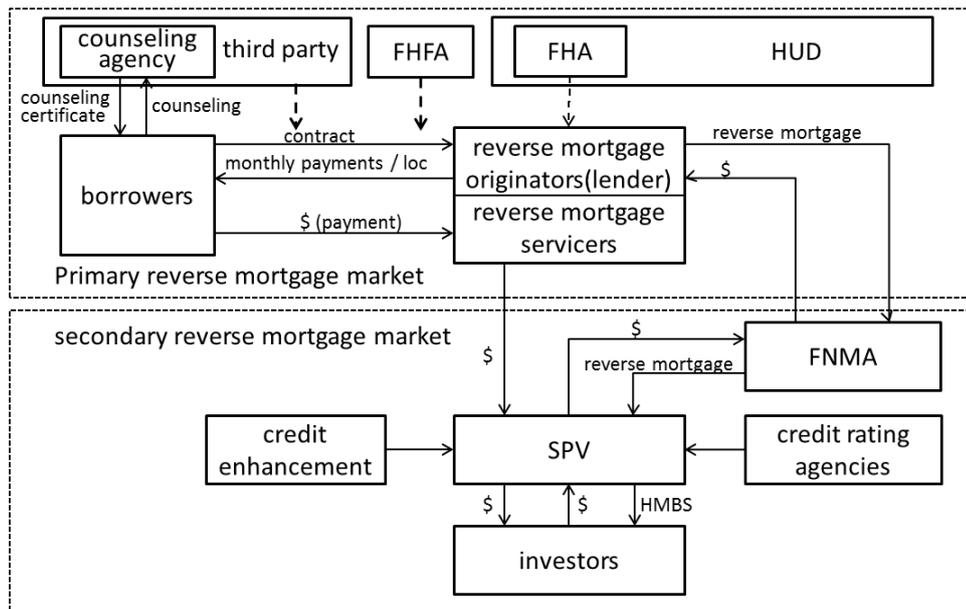 counseling
agency
third party
FHFA
FHA
HUD
counseling
certificate
counseling
contract
reverse mortgage
monthly payments / loc
reverse mortgage
originators(lender)
$
borrowers
$ (payment)
reverse mortgage
servicers
Primary reverse mortgage market
secondary reverse mortgage market
$
$
reverse mortgage
FNMA
credit
enhancement
SPV
credit rating
agencies
$
$
HMBS
investors